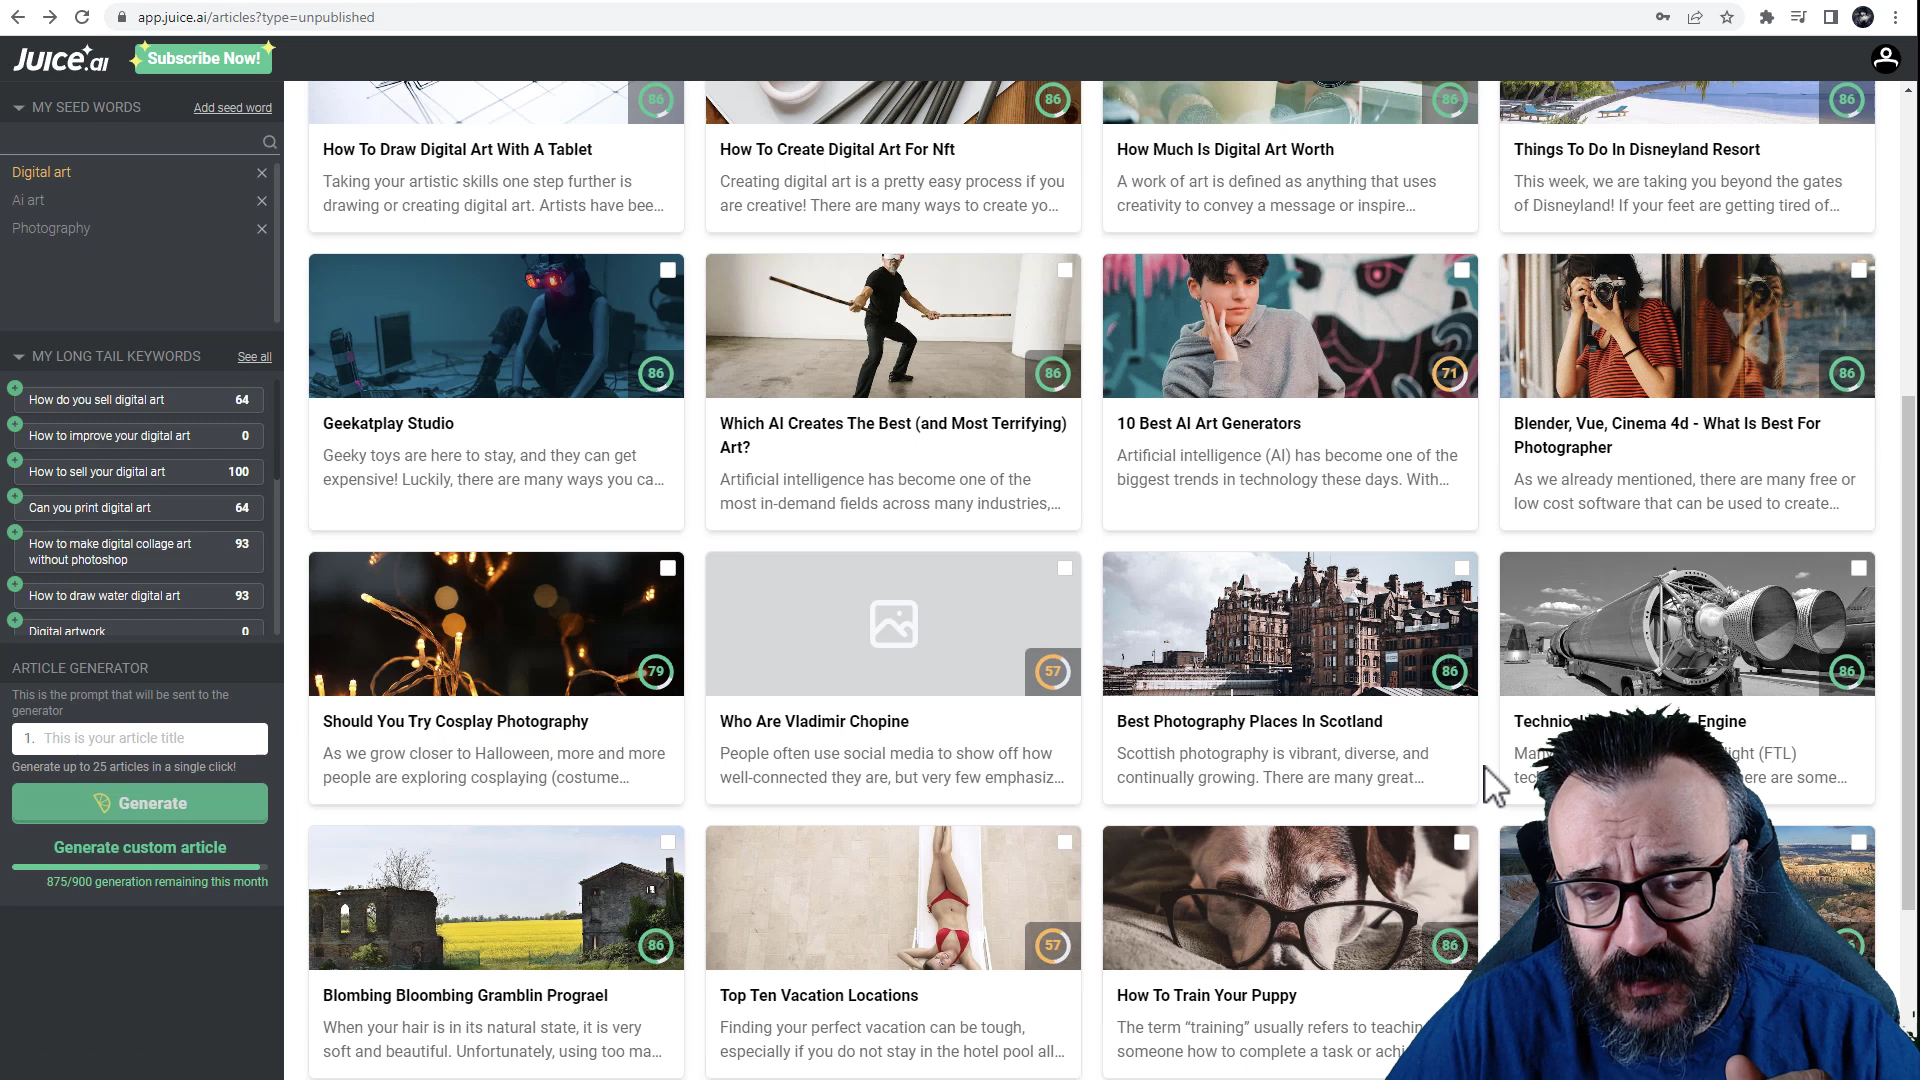 app.juice.ai/articles?type=unpublished
Juice.ai
Subscribe Now!
MY SEED WORDS
Add seed word
Digital art
Ai art
Photography
MY LONG TAIL KEYWORDS
See all
How do you sell digital art 64
How to improve your digital art 0
How to sell your digital art 100
Can you print digital art 64
How to make digital collage art 93
without photoshop
How to draw water digital art 93
Digital artwork 0
ARTICLE GENERATOR
This is the prompt that will be sent to the
generator
1. This is your article title
Generate up to 25 articles in a single click!
Generate
Generate custom article
875/900 generation remaining this month
86
How To Draw Digital Art With A Tablet
Taking your artistic skills one step further is
drawing or creating digital art. Artists have bee...
86
How To Create Digital Art For Nft
Creating digital art is a pretty easy process if you
are creative! There are many ways to create yo...
86
How Much Is Digital Art Worth
A work of art is defined as anything that uses
creativity to convey a message or inspire...
86
Things To Do In Disneyland Resort
This week, we are taking you beyond the gates
of Disneyland! If your feet are getting tired of...
86
Geekatplay Studio
Geeky toys are here to stay, and they can get
expensive! Luckily, there are many ways you ca...
86
Which AI Creates The Best (and Most Terrifying)
Art?
Artificial intelligence has become one of the
most in-demand fields across many industries,...
71
10 Best AI Art Generators
Artificial intelligence (AI) has become one of the
biggest trends in technology these days. With...
86
Blender, Vue, Cinema 4d - What Is Best For
Photographer
As we already mentioned, there are many free or
low cost software that can be used to create...
79
Should You Try Cosplay Photography
As we grow closer to Halloween, more and more
people are exploring cosplaying (costume...
57
Who Are Vladimir Chopine
People often use social media to show off how
well-connected they are, but very few emphasiz...
86
Best Photography Places In Scotland
Scottish photography is vibrant, diverse, and
continually growing. There are many great...
86
Engine
light (FTL)
ere are some...
86
Blombing Bloombing Gramblin Prograel
When your hair is in its natural state, it is very
soft and beautiful. Unfortunately, using too ma...
57
Top Ten Vacation Locations
Finding your perfect vacation can be tough,
especially if you do not stay in the hotel pool all...
86
How To Train Your Puppy
The term “training” usually refers to teachin
someone how to complete a task or achi